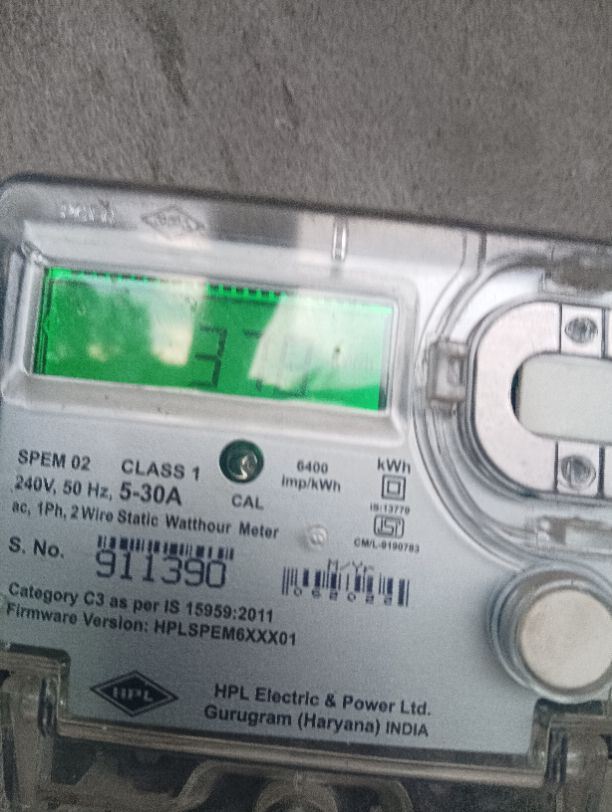 SPEM 02 CLASS 1
240V, 50 Hz, 5-30A
ac, 1Ph, 2 Wire Static Watthour Meter
CAL
6400
imp/kWh
kWh
IS:13779
CM/L-9190783
S. No.
911390
M/Yr
062022
Category C3 as per IS 15959:2011
Firmware Version: HPLSPEM6XXX01
HPL
HPL Electric & Power Ltd.
Gurugram (Haryana) INDIA